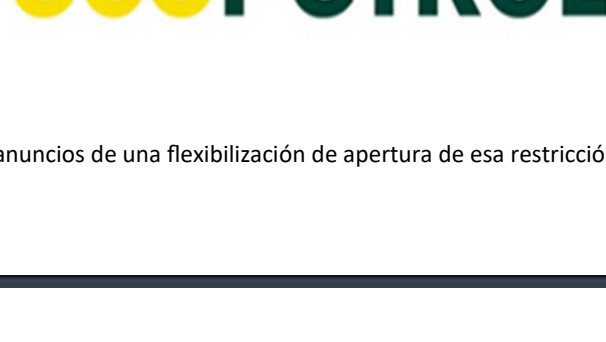 anuncios de una flexibilización de apertura de esa restricció